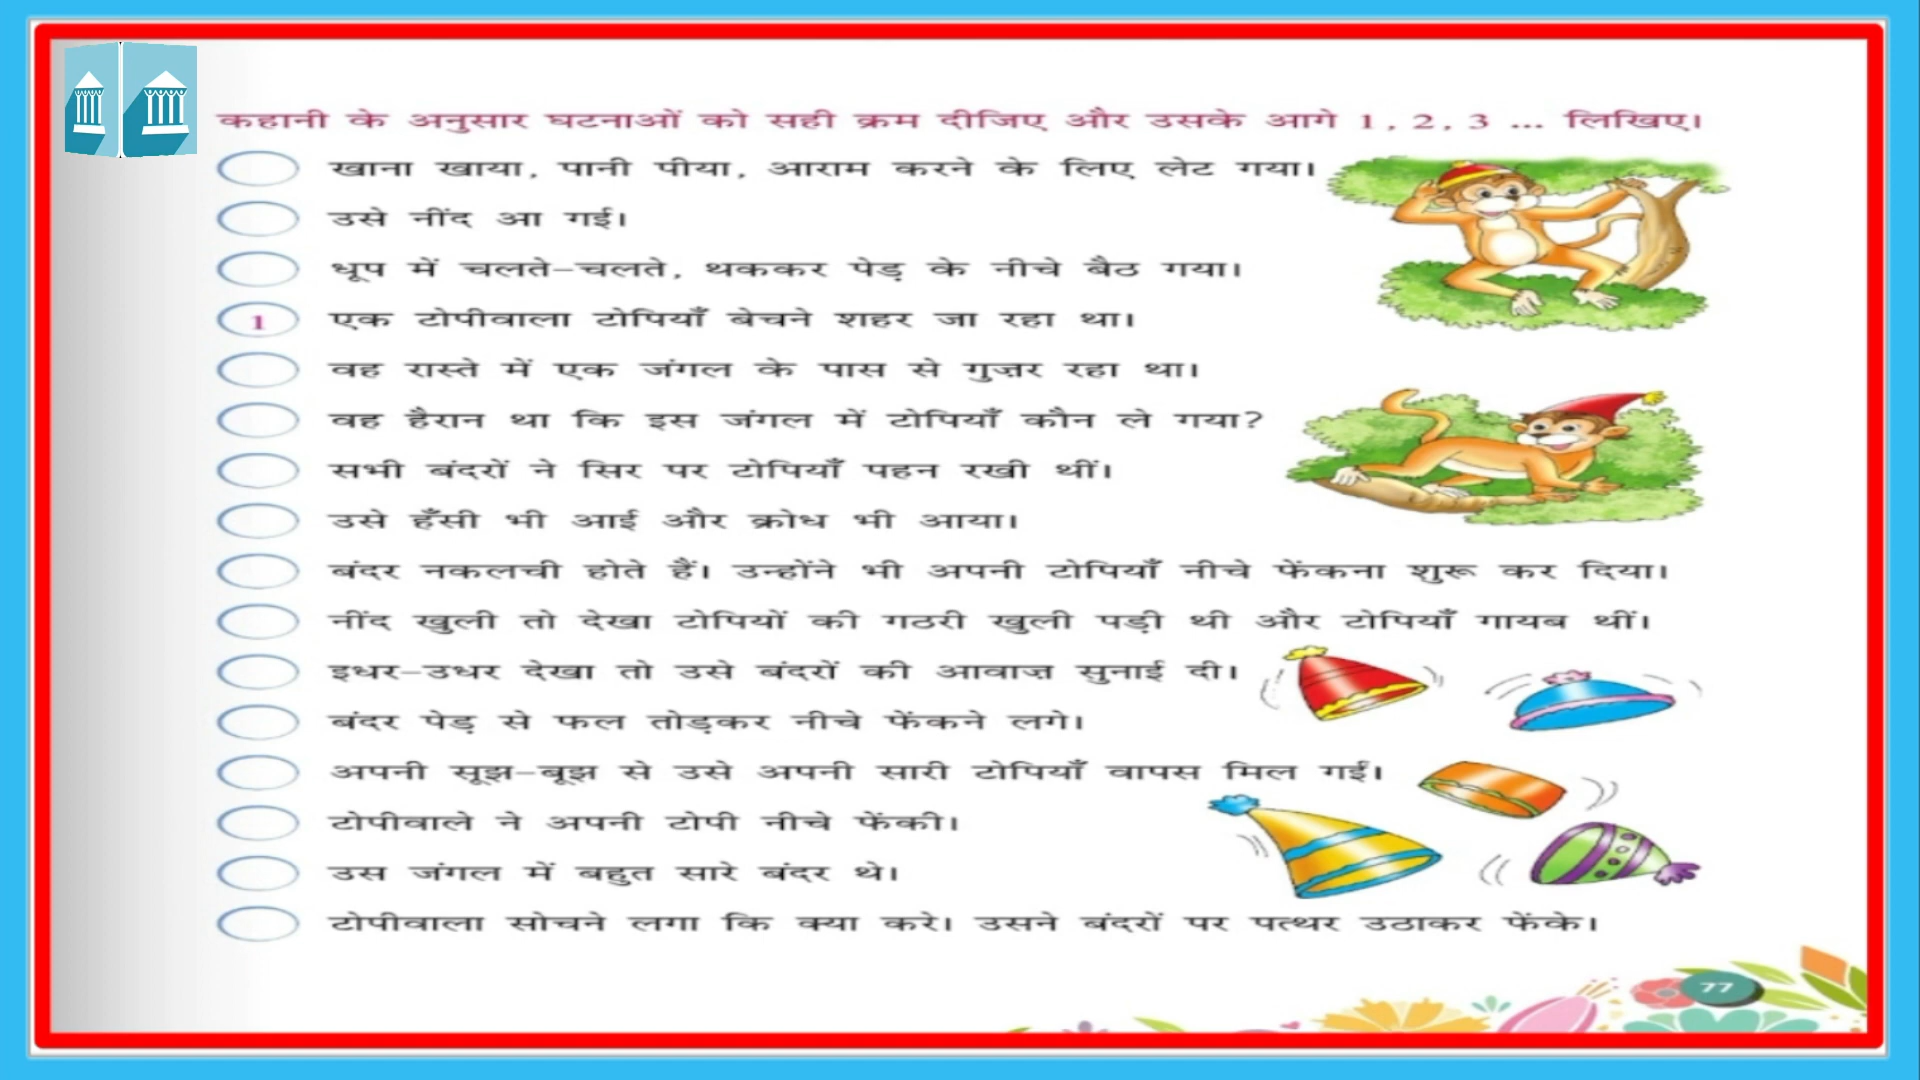 कहानी के अनुसार घटनाओं को सही क्रम दीजिए और उसके आगे 1, 2, 3 ... लिखिए।
खाना खाया, पानी पीया, आराम करने के लिए लेट गया।
उसे नींद आ गई।
धूप में चलते-चलते, थककर पेड़ के नीचे बैठ गया।
1 एक टोपीवाला टोपियाँ बेचने शहर जा रहा था।
वह रास्ते में एक जंगल के पास से गुज़र रहा था।
वह हैरान था कि इस जंगल में टोपियाँ कौन ले गया?
सभी बंदरों ने सिर पर टोपियाँ पहन रखी थीं।
उसे हँसी भी आई और क्रोध भी आया।
बंदर नकलची होते हैं। उन्होंने भी अपनी टोपियाँ नीचे फेंकना शुरू कर दिया।
नींद खुली तो देखा टोपियों की गठरी खुली पड़ी थी और टोपियाँ गायब थीं।
इधर-उधर देखा तो उसे बंदरों की आवाज़ सुनाई दी।
बंदर पेड़ से फल तोड़कर नीचे फेंकने लगे।
अपनी सूझ-बूझ से उसे अपनी सारी टोपियाँ वापस मिल गईं।
टोपीवाले ने अपनी टोपी नीचे फेंकी।
उस जंगल में बहुत सारे बंदर थे।
टोपीवाला सोचने लगा कि क्या करे। उसने बंदरों पर पत्थर उठाकर फेंके।
77